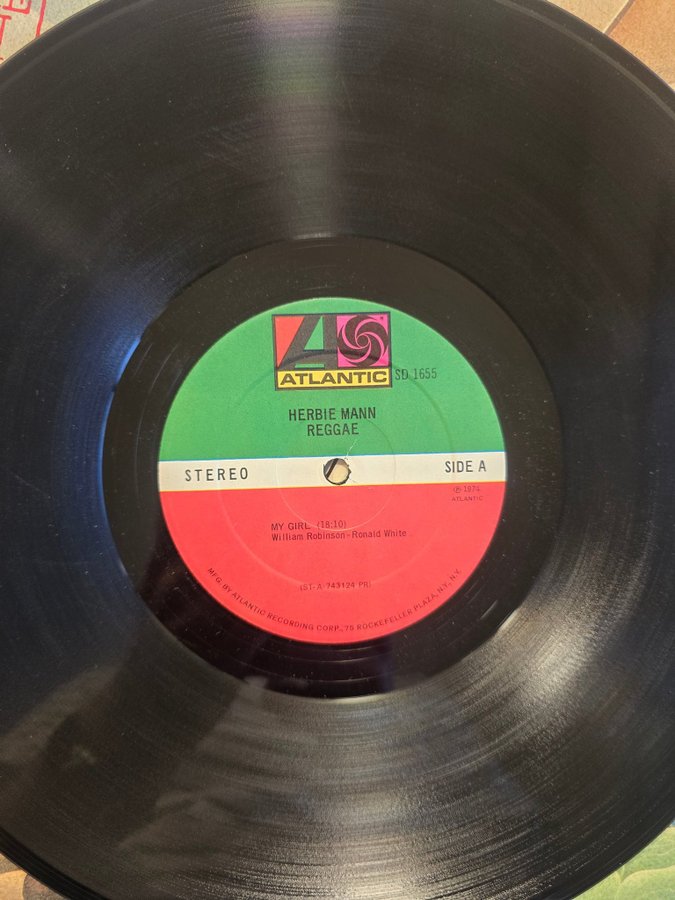 ATLANTIC
SD 1655
HERBIE MANN
REGGAE
STEREO
SIDE A
℗ 1974
ATLANTIC
MY GIRL (18:10)
William Robinson-Ronald White
(ST-A-743124 PR)
MFG. BY ATLANTIC RECORDING CORP., 75 ROCKEFELLER PLAZA, N.Y., N.Y.